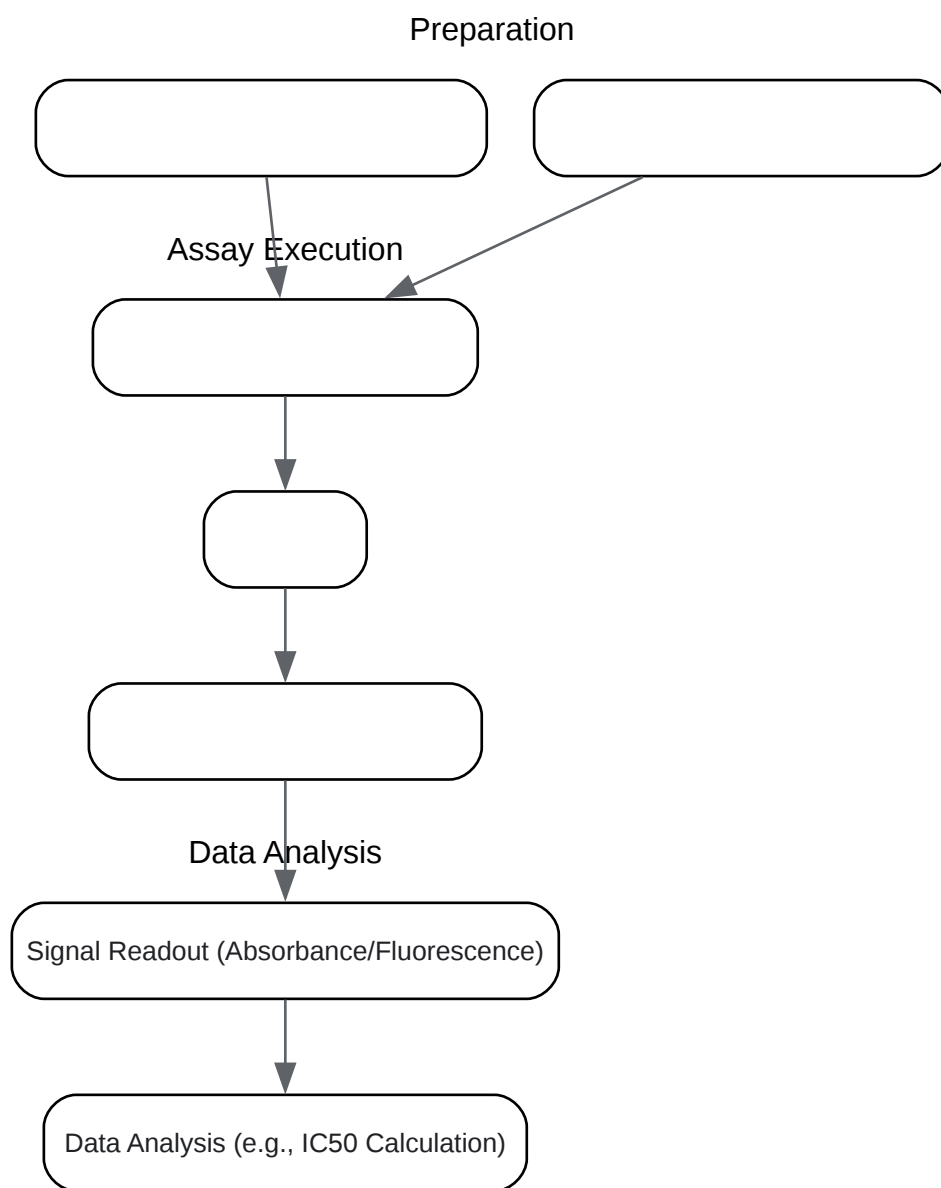 Preparation
Assay Execution
Data Analysis
Signal Readout (Absorbance/Fluorescence)
Data Analysis (e.g., IC50 Calculation)